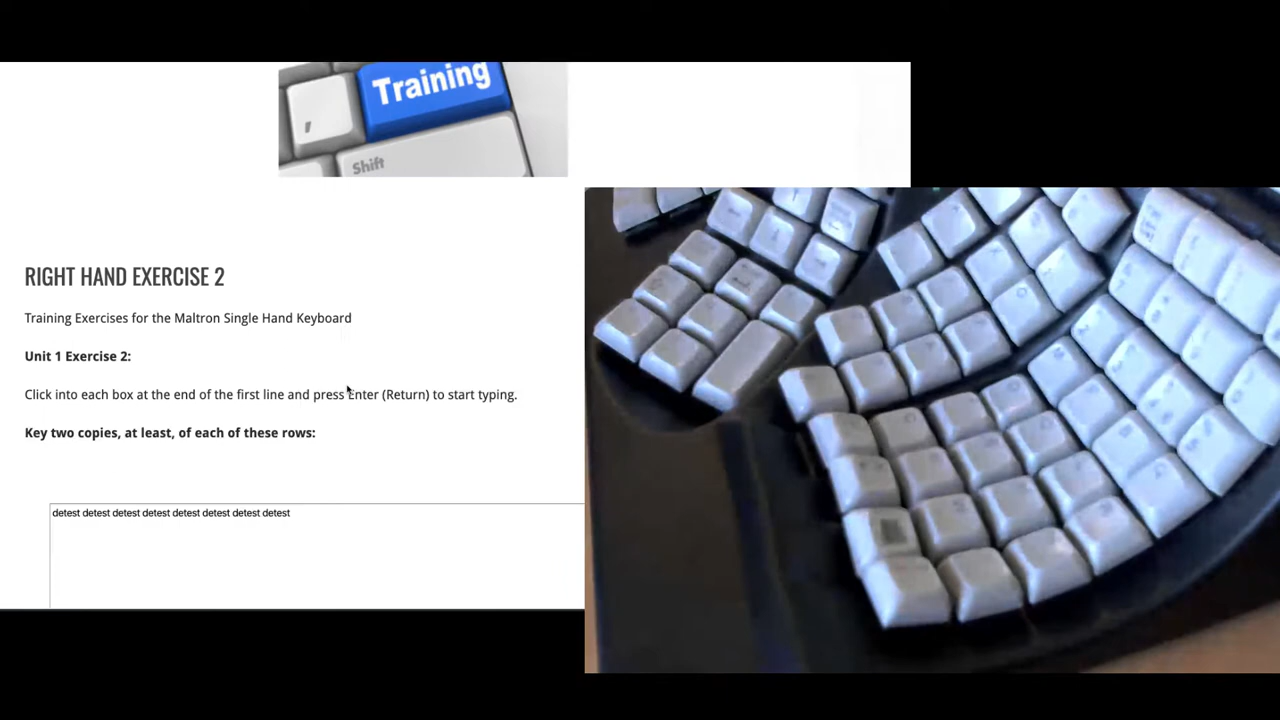 Training
,
Shift
RIGHT HAND EXERCISE 2
Training Exercises for the Maltron Single Hand Keyboard
Unit 1 Exercise 2:
Click into each box at the end of the first line and press Enter (Return) to start typing.
Key two copies, at least, of each of these rows:
detest detest detest detest detest detest detest detest